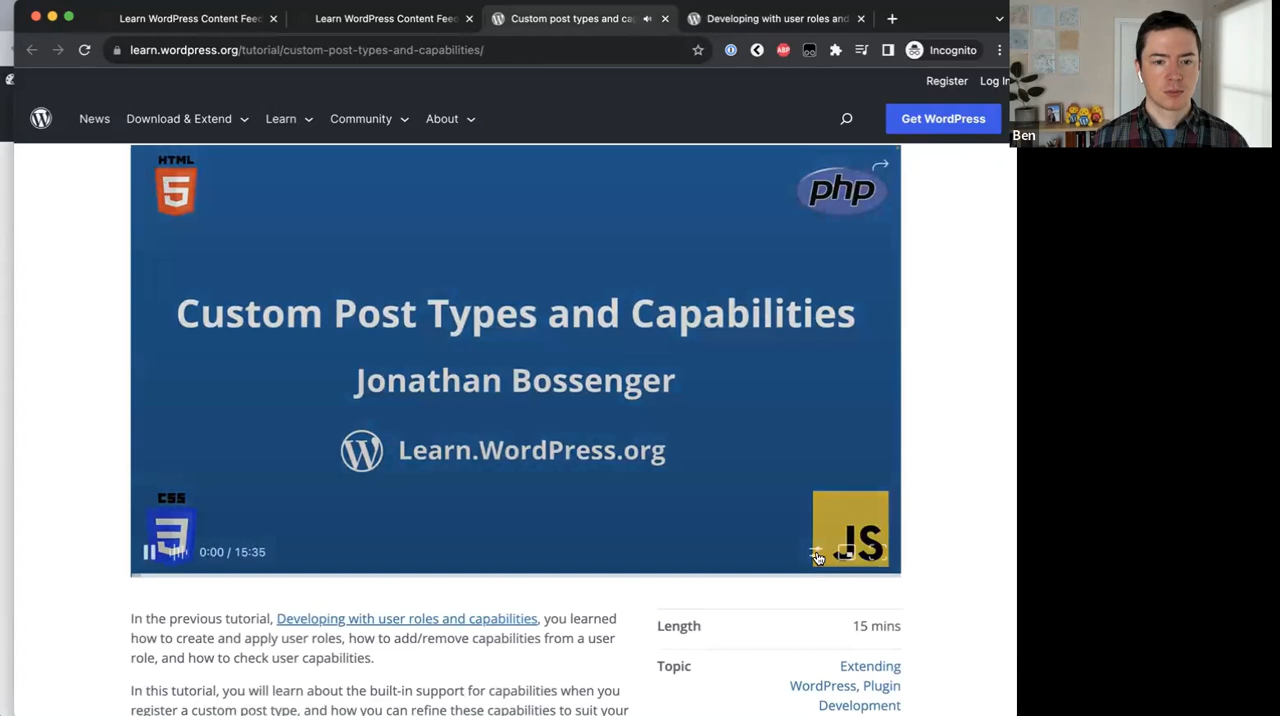 Learn WordPress Content Feed
Learn WordPress Content Feed
Custom post types and cap
Developing with user roles and
learn.wordpress.org/tutorial/custom-post-types-and-capabilities/
ABP
Incognito
Register
Log In
News
Download & Extend
Learn
Community
About
Get WordPress
Ben
HTML
5
php
Custom Post Types and Capabilities
Jonathan Bossenger
Learn.WordPress.org
CSS
3
JS
0:00 / 15:35
In the previous tutorial, Developing with user roles and capabilities, you learned
how to create and apply user roles, how to add/remove capabilities from a user
role, and how to check user capabilities.
In this tutorial, you will learn about the built-in support for capabilities when you
register a custom post type, and how you can refine these capabilities to suit your
Length
15 mins
Topic
Extending
WordPress, Plugin
Development